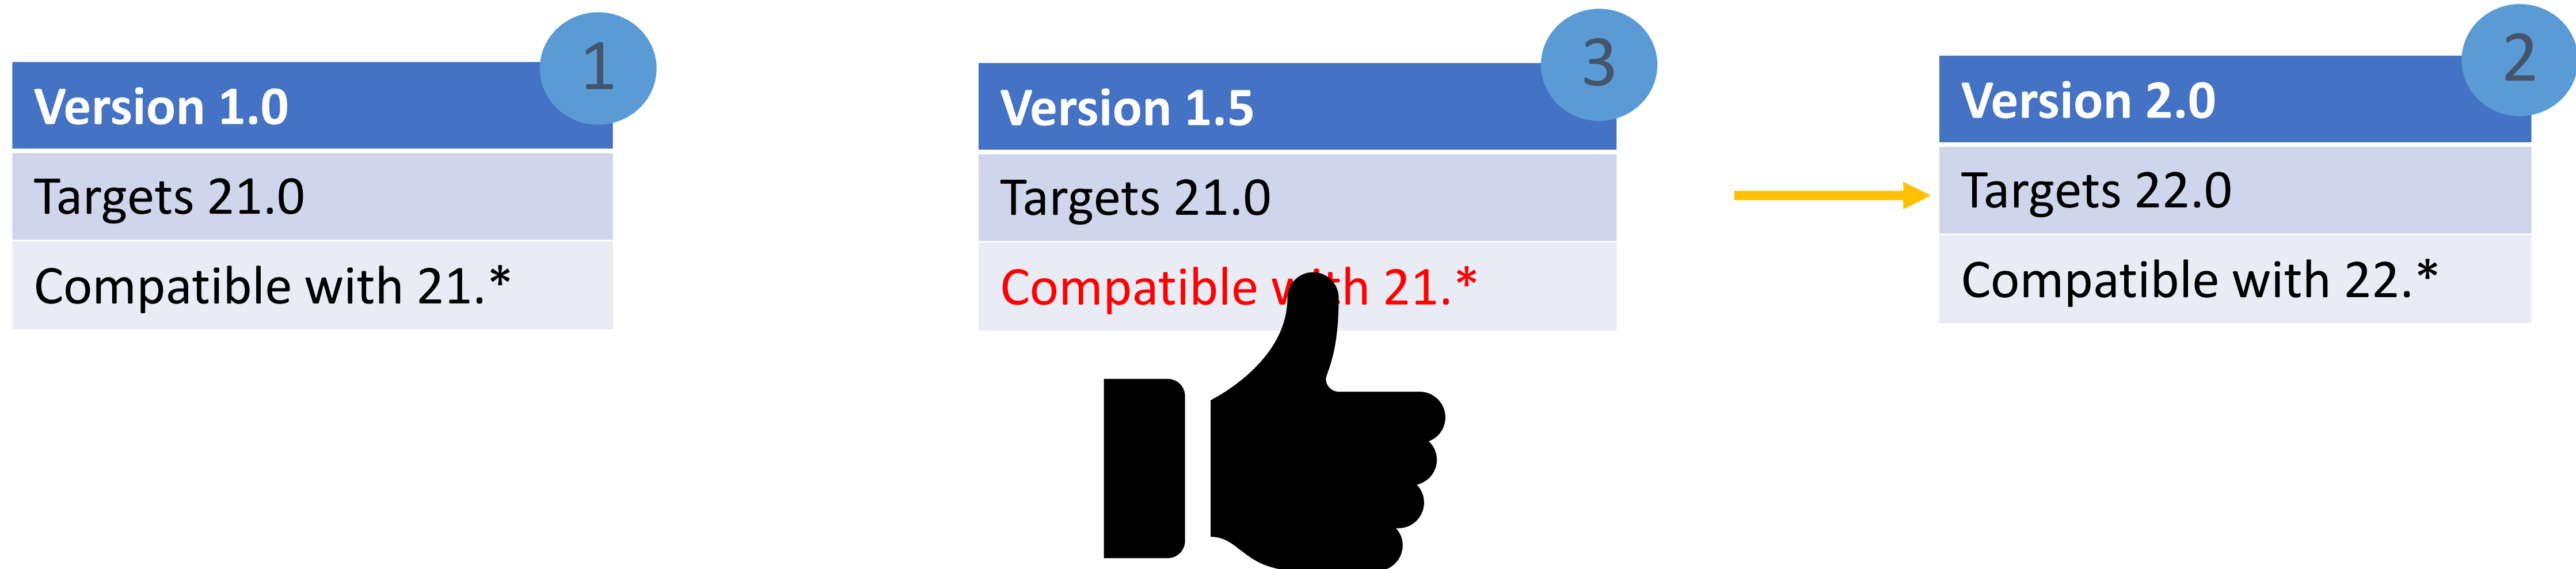 1
Version 1.0
Targets 21.0
Compatible with 21.*
3
Version 1.5
Targets 21.0
Compatible with 21.*
2
Version 2.0
Targets 22.0
Compatible with 22.*